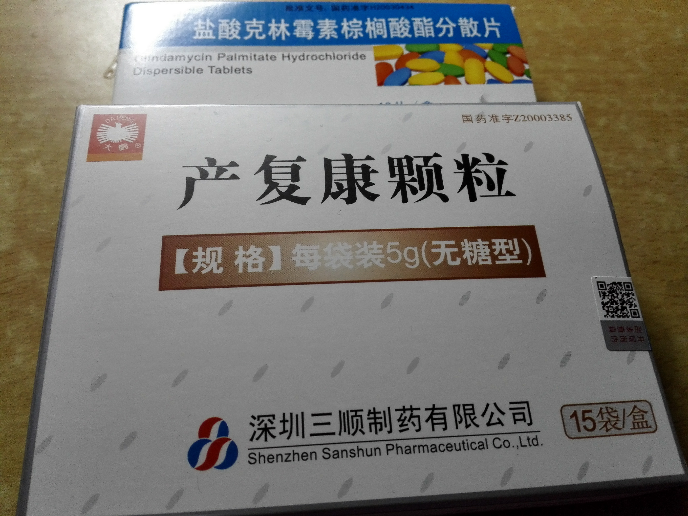 盐酸克林霉素棕榈酸酯分散片
Clindamycin Palmitate Hydrochloride
Dispersible Tablets
国药准字Z20003385
产复康颗粒
【规 格】每袋装5g(无糖型)
深圳三顺制药有限公司
Shenzhen Sanshun Pharmaceutical Co.,Ltd.
15袋/盒